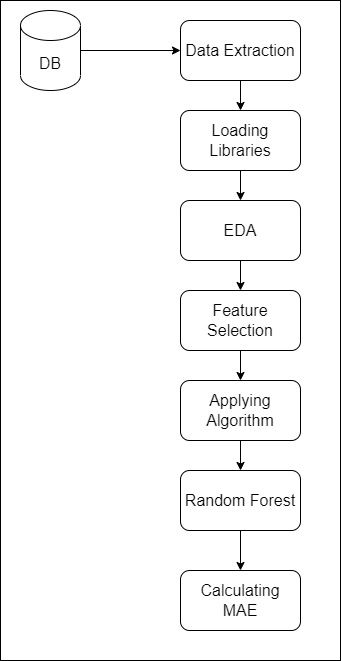 DB
Data Extraction
Loading
Libraries
EDA
Feature
Selection
Applying
Algorithm
Random Forest
Calculating
MAE